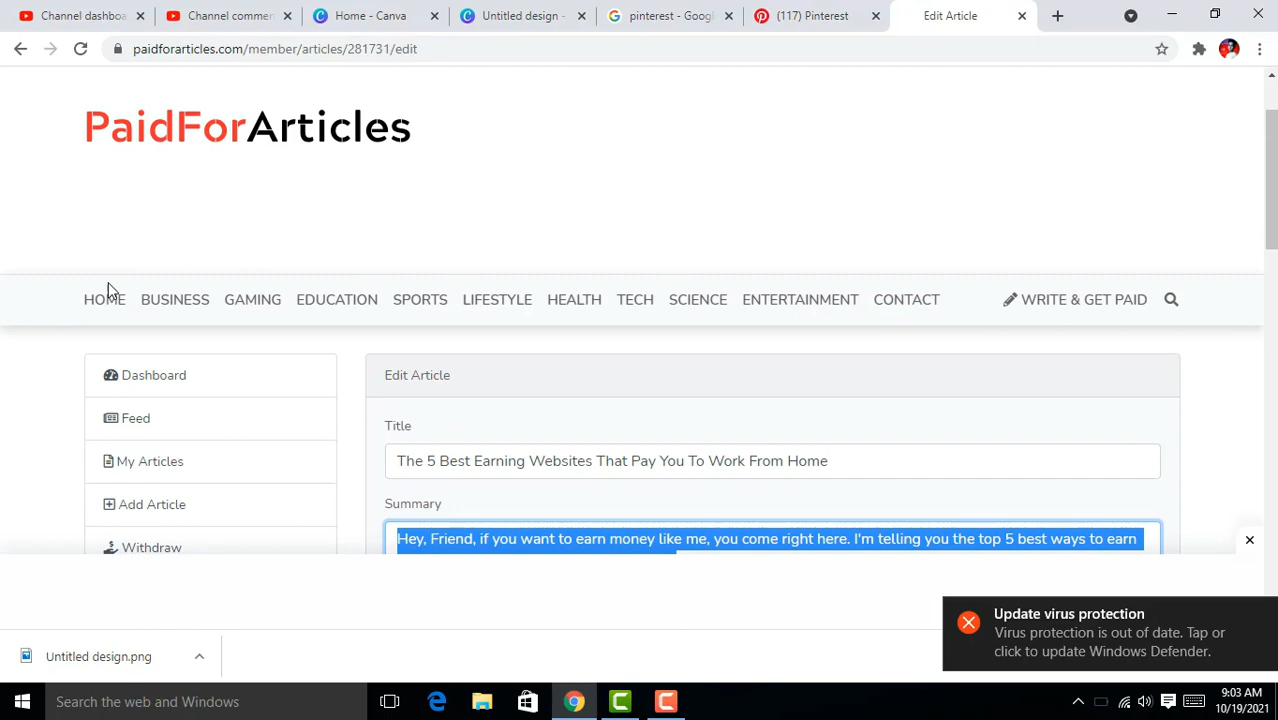 Channel dashboa
Channel commer
Home - Canva
Untitled design -
pinterest - Googl
(117) Pinterest
Edit Article
paidforarticles.com/member/articles/281731/edit
PaidForArticles
HOME BUSINESS GAMING EDUCATION SPORTS LIFESTYLE HEALTH TECH SCIENCE ENTERTAINMENT CONTACT WRITE & GET PAID
Dashboard
Feed
My Articles
Add Article
Withdraw
Edit Article
Title
The 5 Best Earning Websites That Pay You To Work From Home
Summary
Hey, Friend, if you want to earn money like me, you come right here. I'm telling you the top 5 best ways to earn
Update virus protection
Virus protection is out of date. Tap or
click to update Windows Defender.
Untitled design.png
Search the web and Windows
9:03 AM
10/19/2021